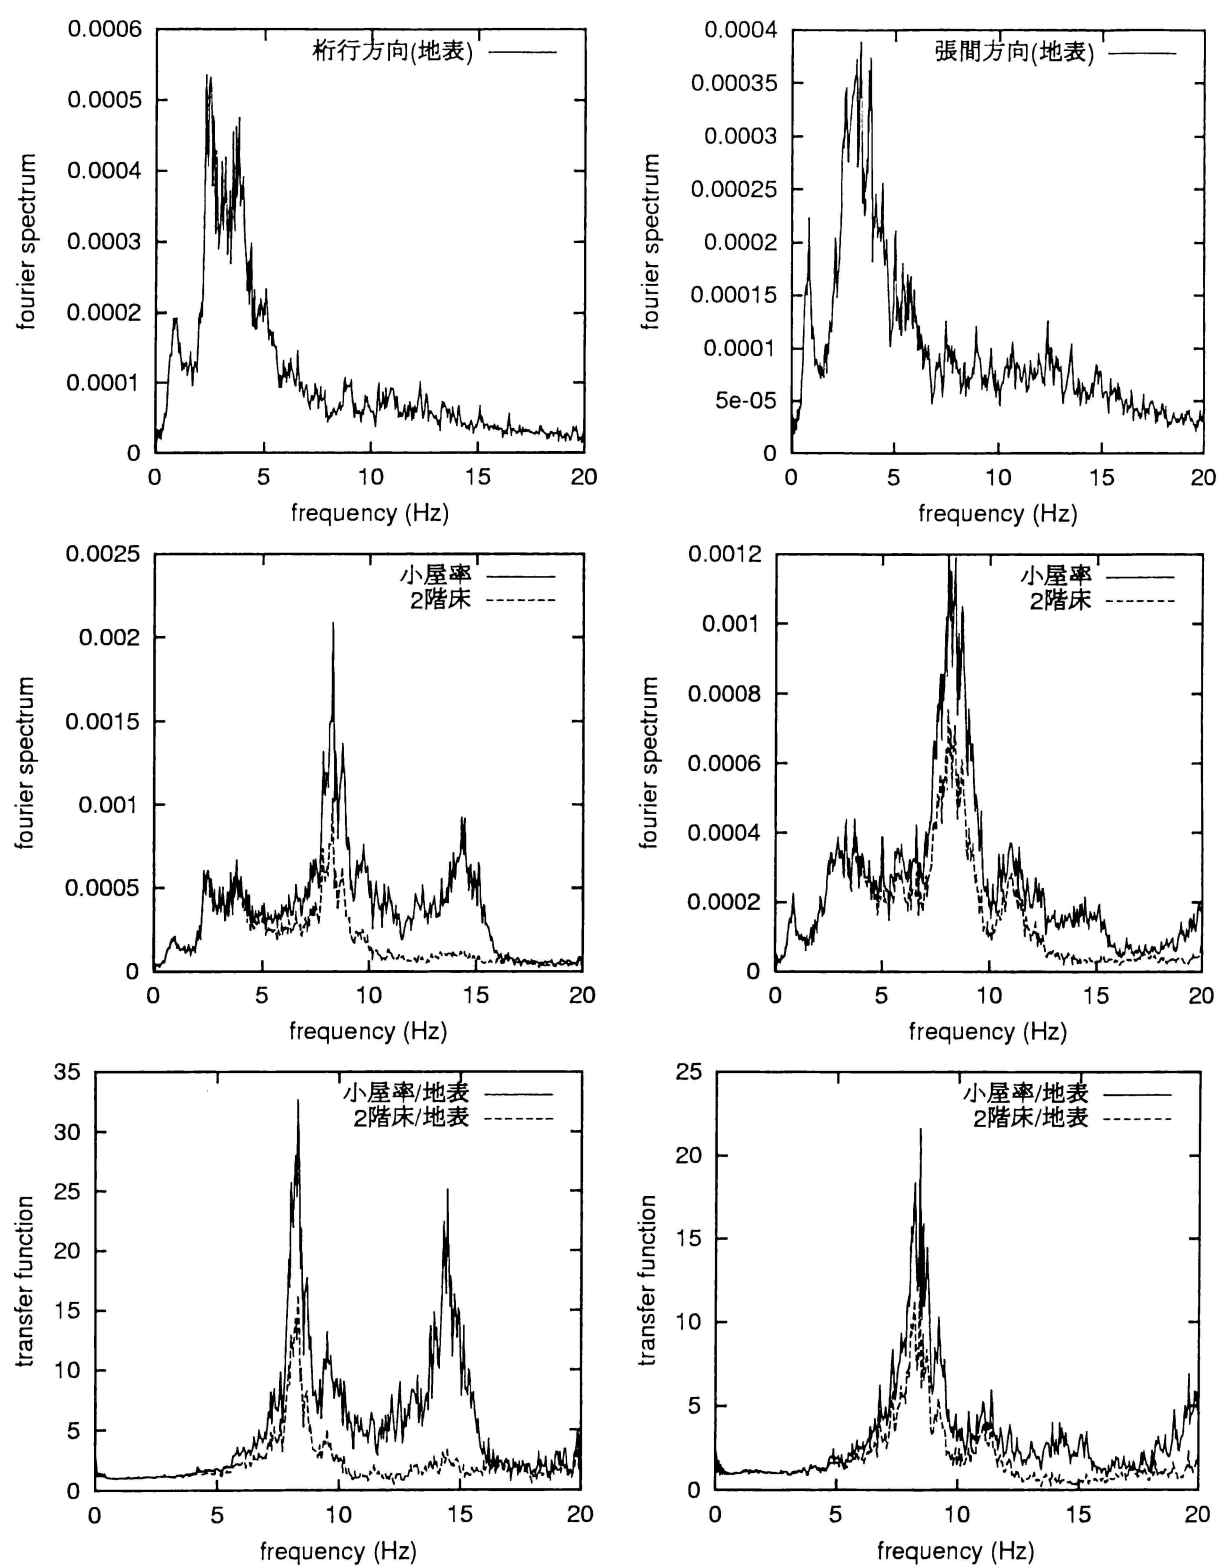 桁行方向(地表)
0.0006
0.0005
0.0004
0.0003
0.0002
0.0001
0
fourier spectrum
0 5 10 15 20
frequency (Hz)
張間方向(地表)
0.0004
0.00035
0.0003
0.00025
0.0002
0.00015
0.0001
5e-05
0
fourier spectrum
0 5 10 15 20
frequency (Hz)
小屋率
2階床
0.0025
0.002
0.0015
0.001
0.0005
0
fourier spectrum
0 5 10 15 20
frequency (Hz)
小屋率
2階床
0.0012
0.001
0.0008
0.0006
0.0004
0.0002
0
fourier spectrum
0 5 10 15 20
frequency (Hz)
小屋率/地表
2階床/地表
35
30
25
20
15
10
5
0
transfer function
0 5 10 15 20
frequency (Hz)
小屋率/地表
2階床/地表
25
20
15
10
5
0
transfer function
0 5 10 15 20
frequency (Hz)